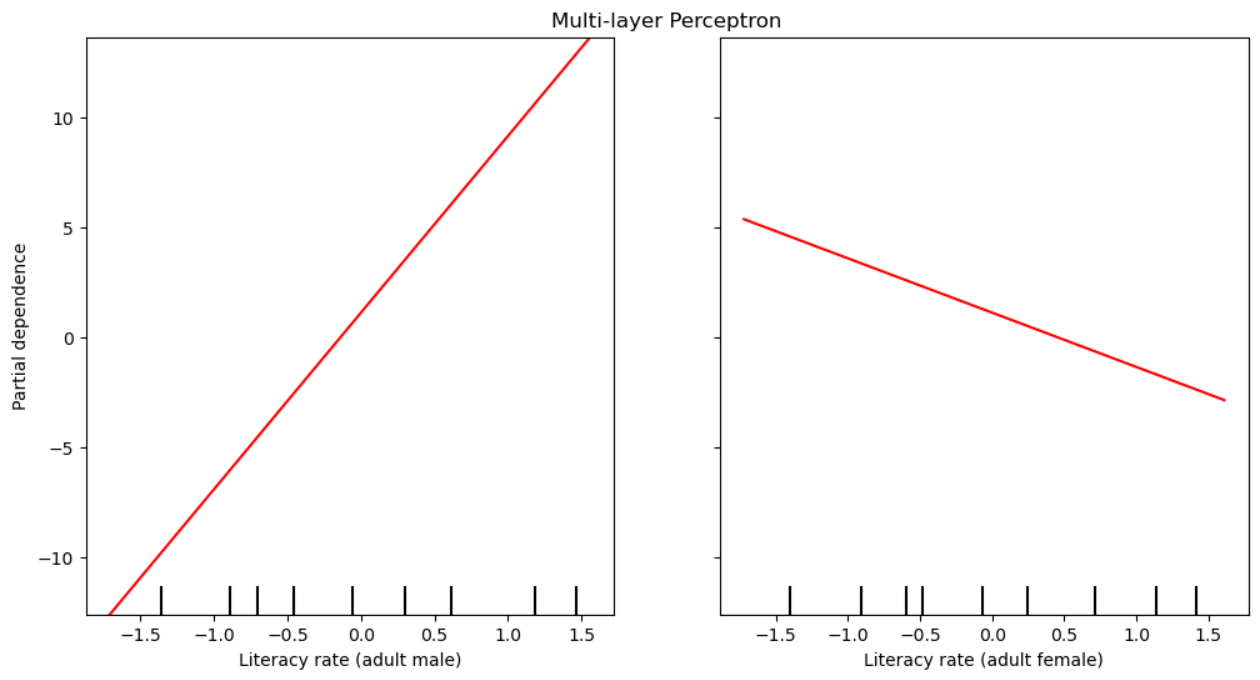 Multi-layer Perceptron
Partial dependence
10
5
0
−5
−10
−1.5 −1.0 −0.5 0.0 0.5 1.0 1.5
Literacy rate (adult male)
−1.5 −1.0 −0.5 0.0 0.5 1.0 1.5
Literacy rate (adult female)